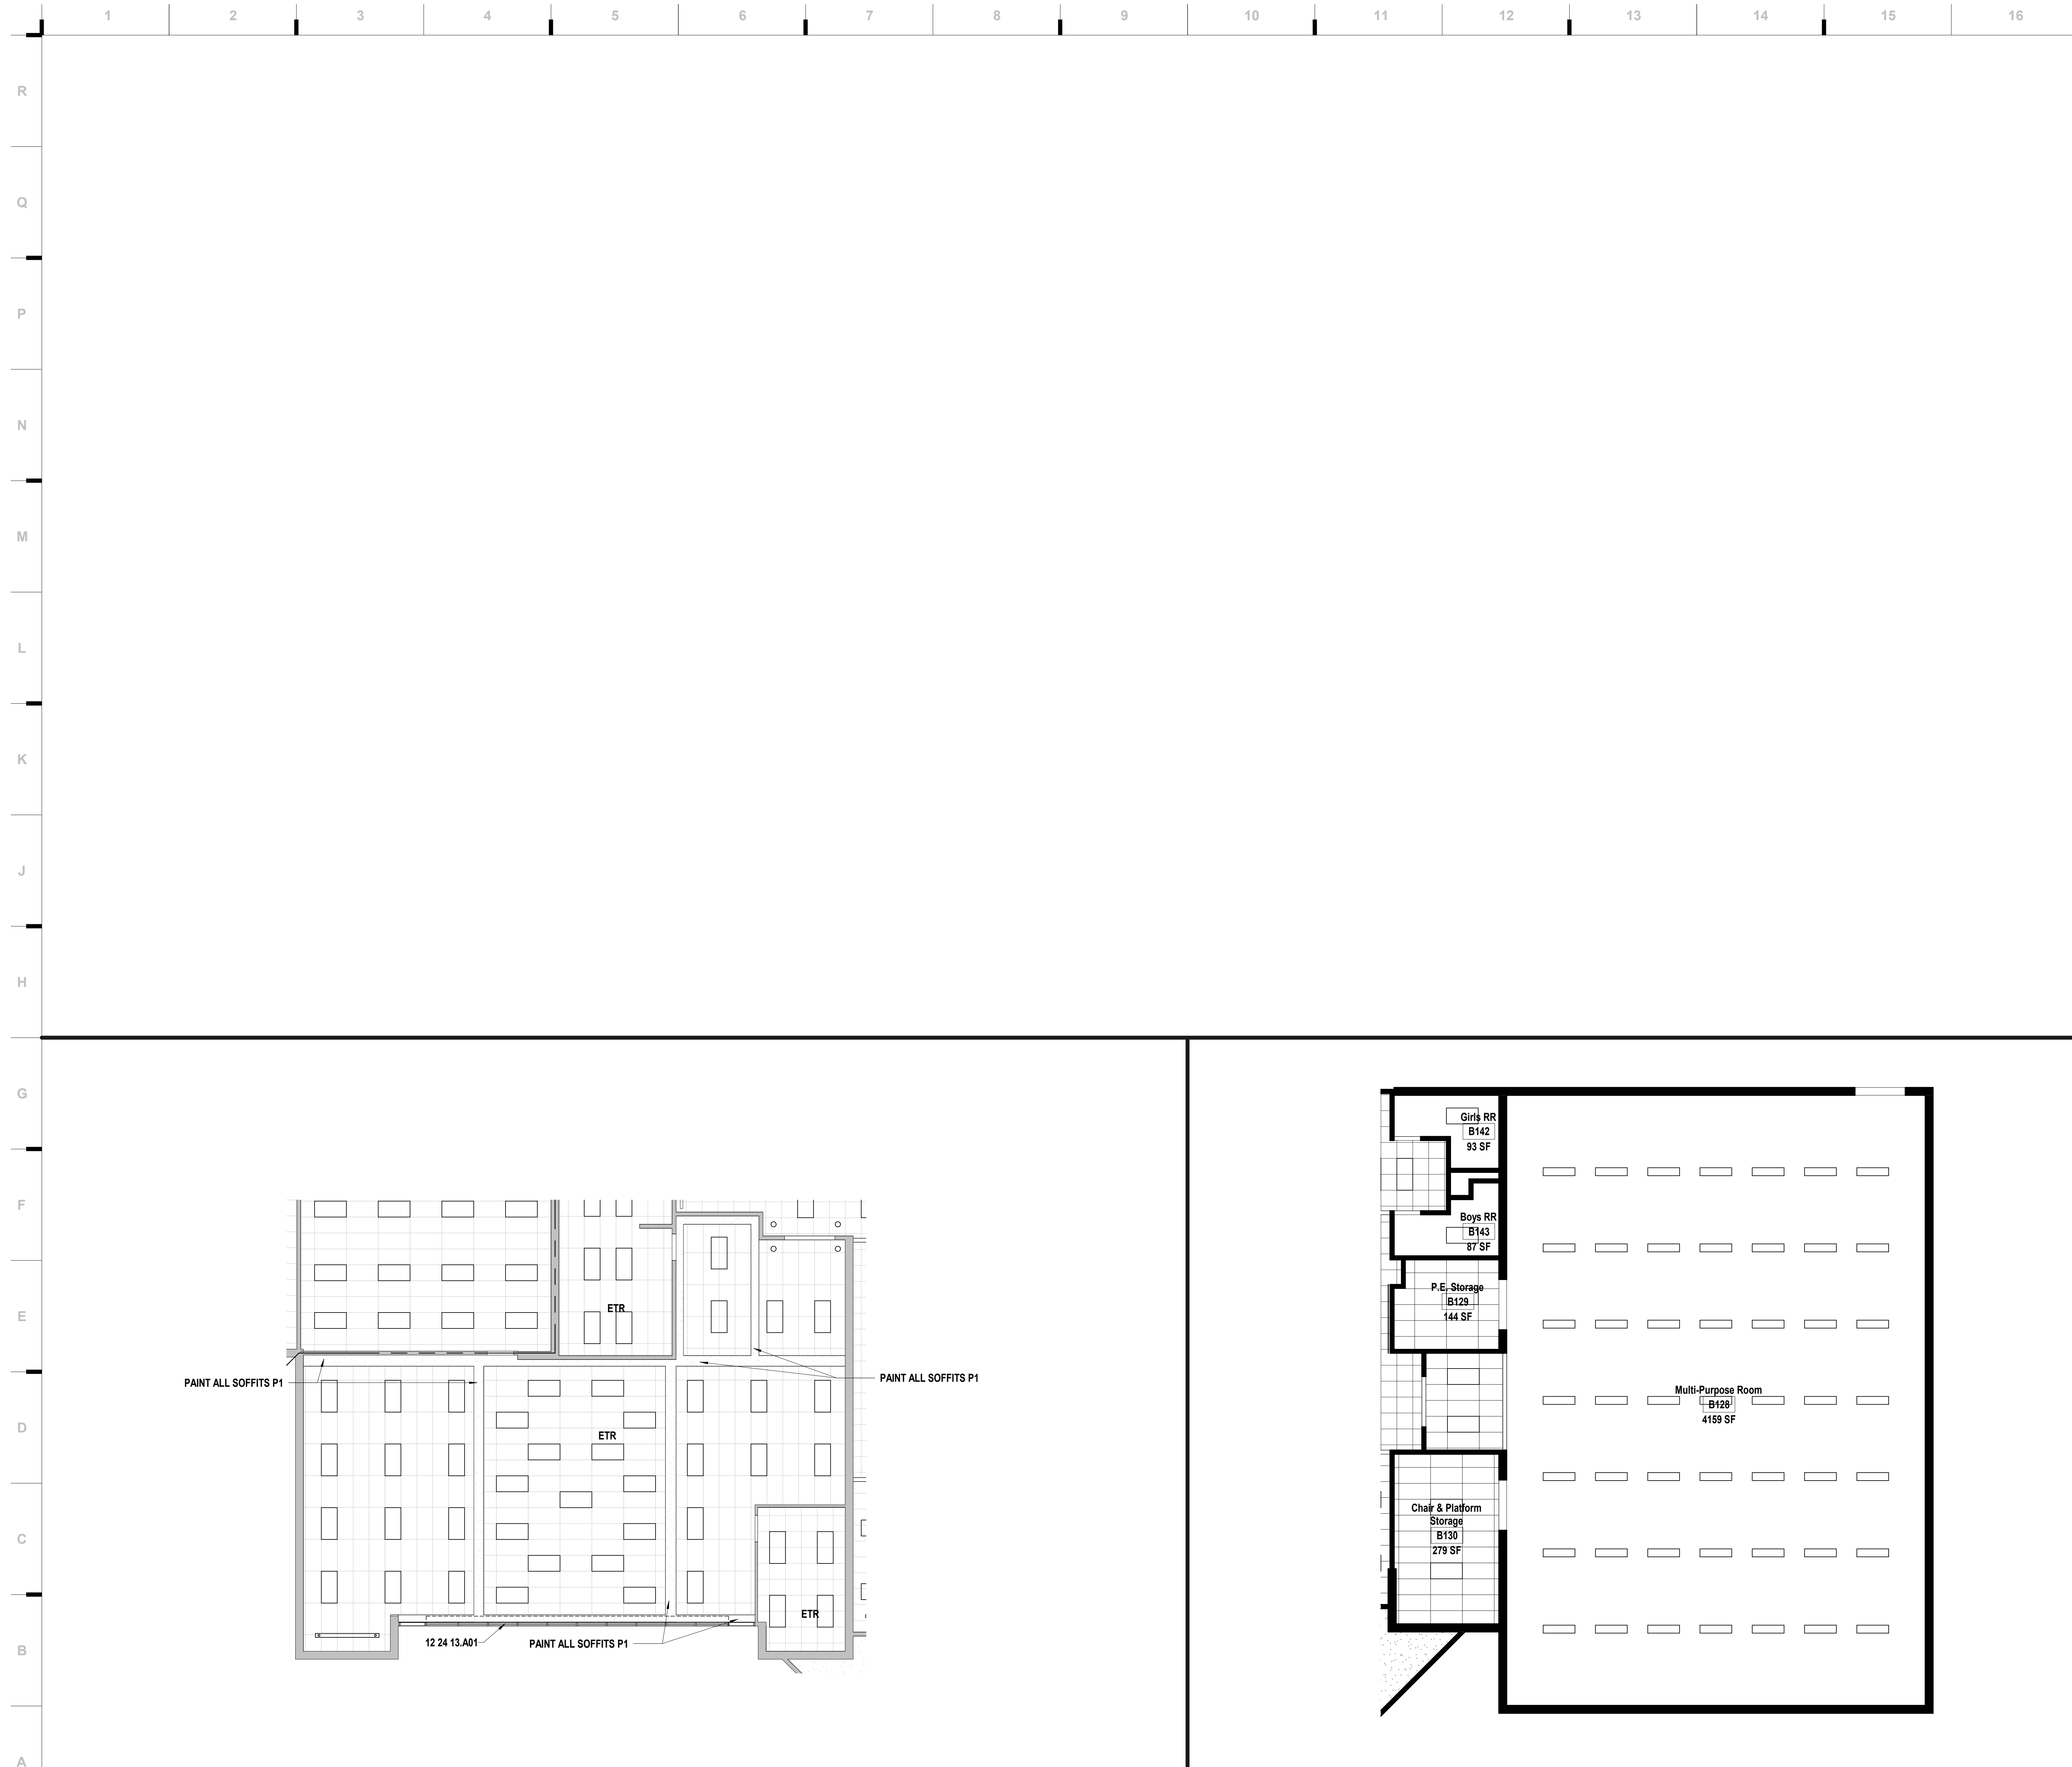 1 2 3 4 5 6 7 8 9 10 11 12 13 14 15 16
R
Q
P
N
M
L
K
J
H
G
F
E
D
C
B
A
ETR
PAINT ALL SOFFITS P1
PAINT ALL SOFFITS P1
ETR
ETR
12 24 13.A01
PAINT ALL SOFFITS P1
Girls RR
B142
93 SF
Boys RR
B143
87 SF
P.E. Storage
B129
144 SF
Multi-Purpose Room
B128
4159 SF
Chair & Platform
Storage
B130
279 SF